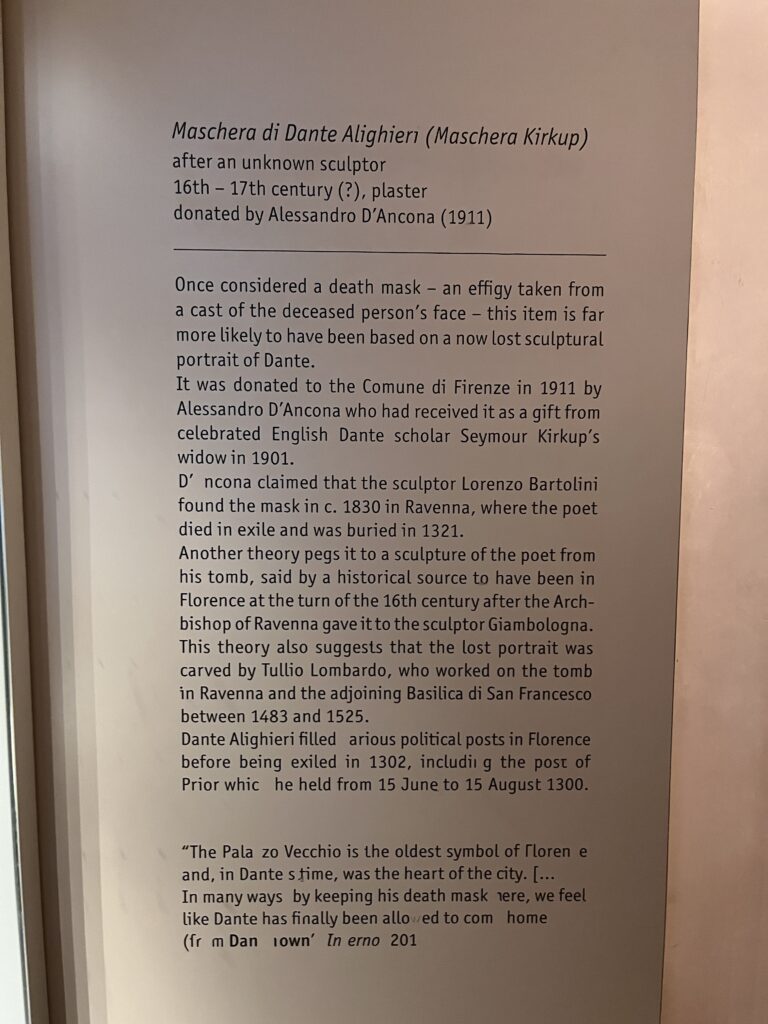 Maschera di Dante Alighieri (Maschera Kirkup)
after an unknown sculptor
16th – 17th century (?), plaster
donated by Alessandro D'Ancona (1911)
Once considered a death mask – an effigy taken from
a cast of the deceased person's face – this item is far
more likely to have been based on a now lost sculptural
portrait of Dante.
It was donated to the Comune di Firenze in 1911 by
Alessandro D'Ancona who had received it as a gift from
celebrated English Dante scholar Seymour Kirkup's
widow in 1901.
D' ncona claimed that the sculptor Lorenzo Bartolini
found the mask in c. 1830 in Ravenna, where the poet
died in exile and was buried in 1321.
Another theory pegs it to a sculpture of the poet from
his tomb, said by a historical source to have been in
Florence at the turn of the 16th century after the Arch-
bishop of Ravenna gave it to the sculptor Giambologna.
This theory also suggests that the lost portrait was
carved by Tullio Lombardo, who worked on the tomb
in Ravenna and the adjoining Basilica di San Francesco
between 1483 and 1525.
Dante Alighieri filled arious political posts in Florence
before being exiled in 1302, includi g the post of
Prior whic he held from 15 June to 15 August 1300.
"The Pala zo Vecchio is the oldest symbol of Floren e
and, in Dante s time, was the heart of the city. [...
In many ways by keeping his death mask here, we feel
like Dante has finally been allowed to com home
(fr m Dan rown' In erno 201